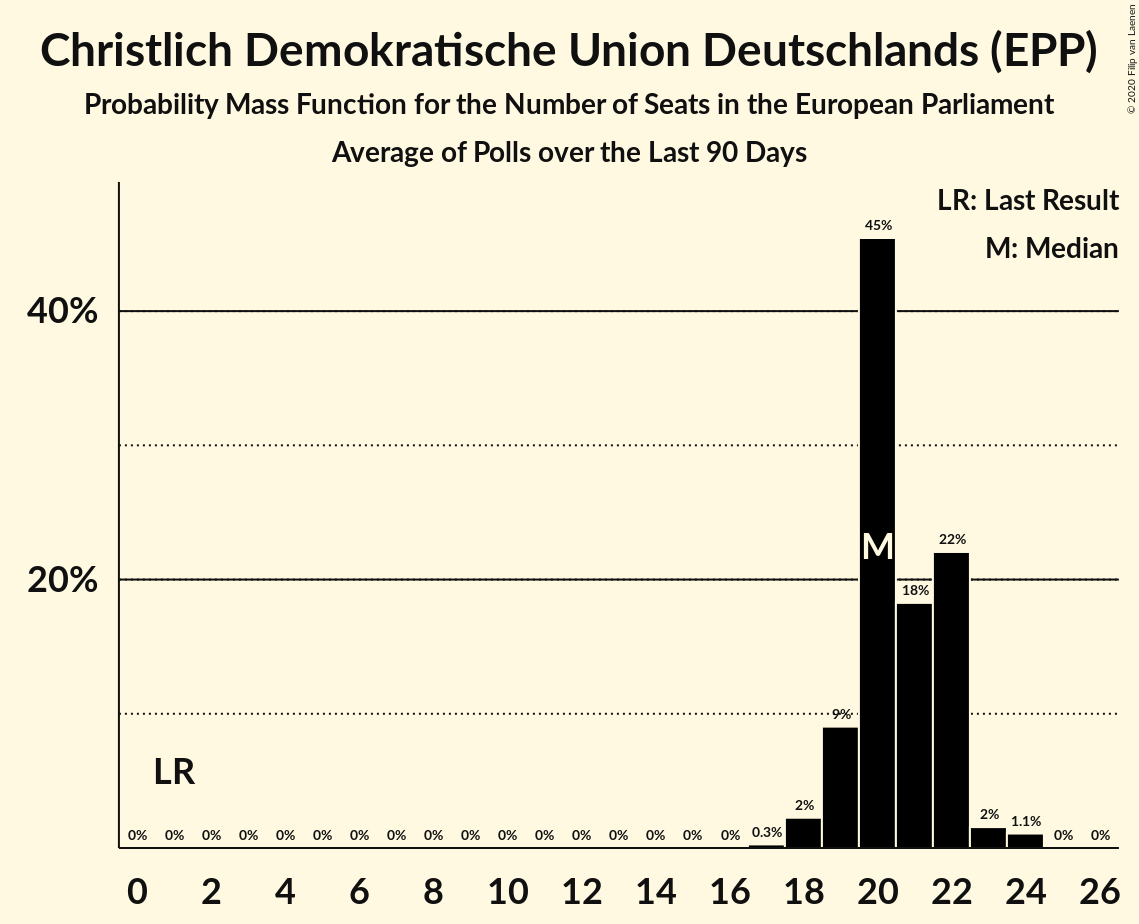 Christlich Demokratische Union Deutschlands (EPP)
Probability Mass Function for the Number of Seats in the European Parliament
Average of Polls over the Last 90 Days
© 2020 Filip van Laenen
LR: Last Result
M: Median
45%
40%
M
22%
20%
18%
9%
LR
2%
2%
1.1%
0% 0% 0% 0% 0% 0% 0% 0% 0% 0% 0% 0% 0% 0% 0% 0% 0% 0.3% 0% 0%
0 2 4 6 8 10 12 14 16 18 20 22 24 26